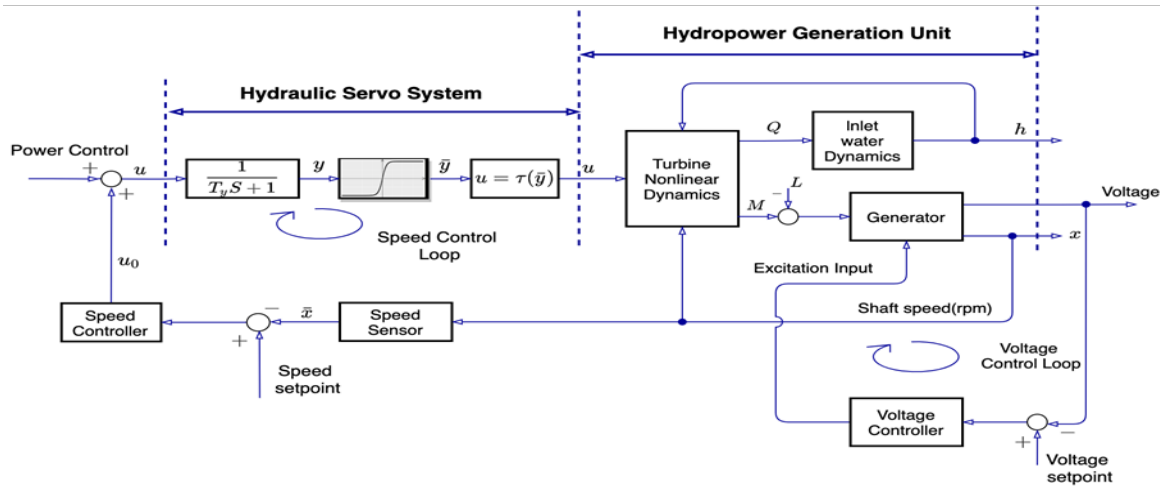 Hydropower Generation Unit
Hydraulic Servo System
Power Control
+
+
u
1
T_yS + 1
y
ȳ
u = τ(ȳ)
u
Turbine
Nonlinear
Dynamics
Q
Inlet
water
Dynamics
h
M
−
L
Generator
Voltage
x
Speed Control
Loop
u_0
Excitation Input
Speed
Controller
−
+
x̄
Speed
Sensor
Shaft speed(rpm)
Speed
setpoint
Voltage
Control Loop
Voltage
Controller
+
−
Voltage
setpoint